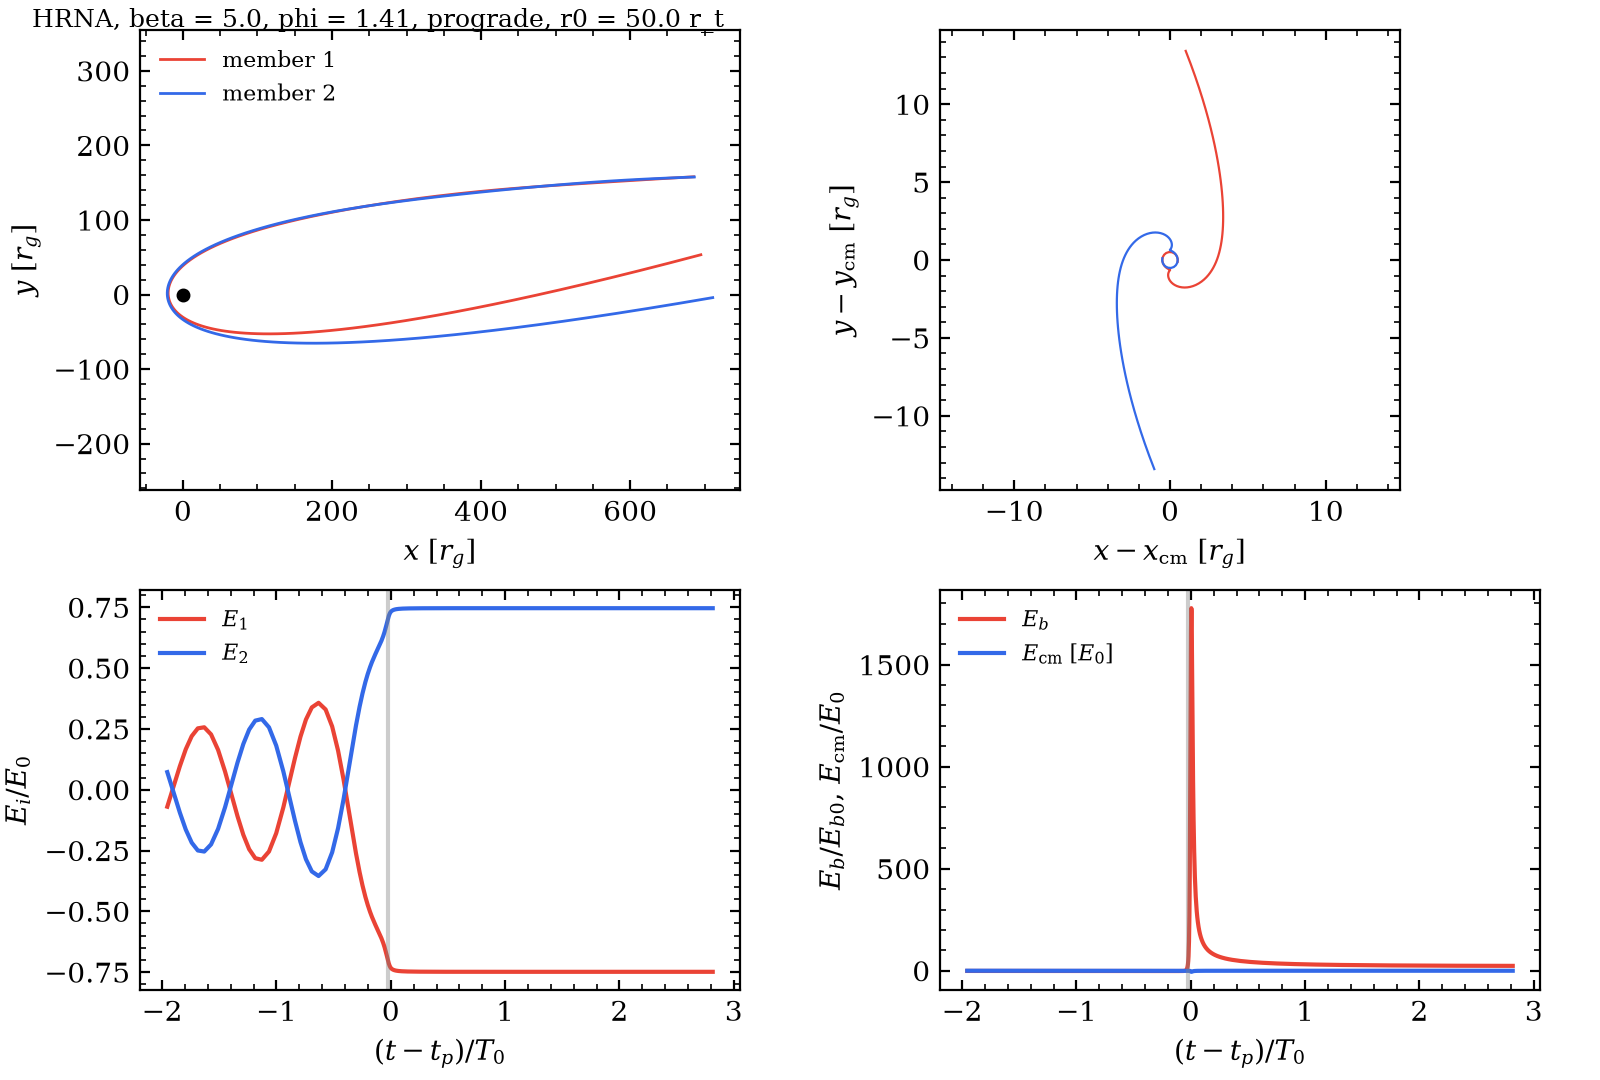 HRNA, beta = 5.0, phi = 1.41, prograde, r0 = 50.0 r_t
member 1
member 2
300
200
100
0
−100
−200
0
200
400
600
x [r_g]
y [r_g]
10
5
0
−5
−10
−10
0
10
x − x_cm [r_g]
y − y_cm [r_g]
E_1
E_2
0.75
0.50
0.25
0.00
−0.25
−0.50
−0.75
−2
−1
0
1
2
3
(t − t_p)/T_0
E_i/E_0
E_b
E_cm [E_0]
1500
1000
500
0
−2
−1
0
1
2
3
(t − t_p)/T_0
E_b/E_b0, E_cm/E_0